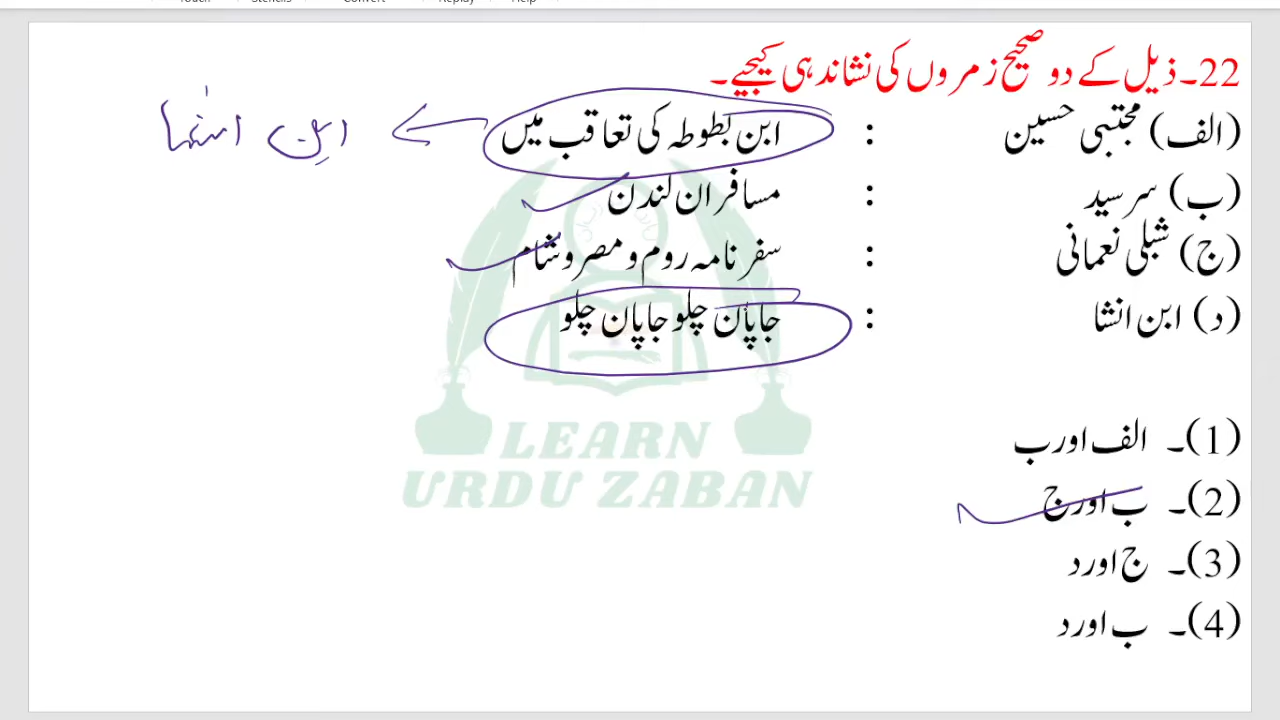 22۔ ذیل کے دو صحیح زمروں کی نشاندہی کیجیے۔
(الف) مجتبیٰ حسین : ابن بطوطہ کی تعاقب میں ابن انشا
(ب) سرسید : مسافران لندن
(ج) شبلی نعمانی : سفر نامہ روم و مصر و شام
(د) ابن انشا : جاپان چلو جاپان چلو
(1)۔ الف اور ب
(2)۔ ب اور ج
(3)۔ ج اور د
(4)۔ ب اور د
LEARN
URDU ZABAN